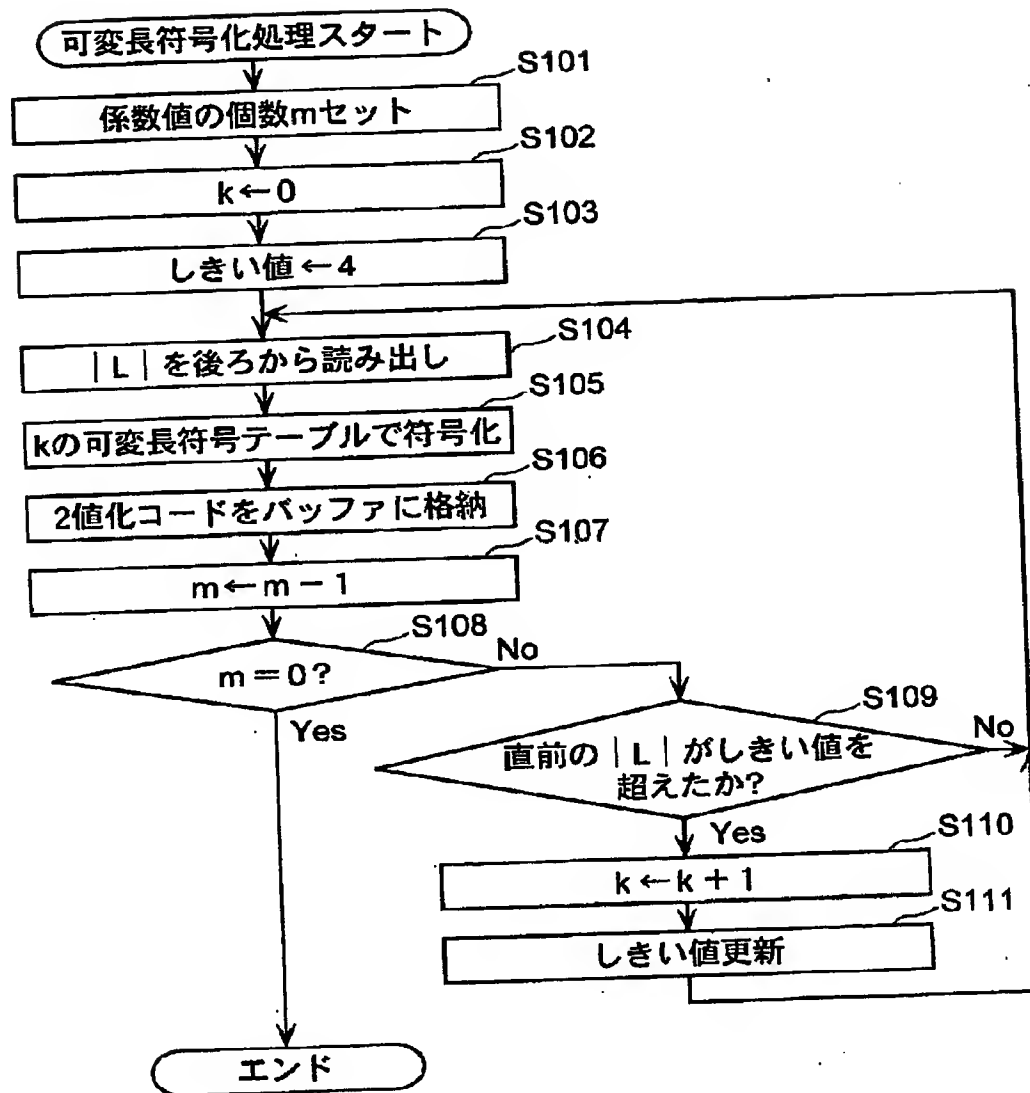 可変長符号化処理スタート
S101
係数値の個数mセット
S102
k←0
S103
しきい値←4
S104
|L|を後ろから読み出し
S105
kの可変長符号テーブルで符号化
S106
2値化コードをバッファに格納
S107
m←m−1
S108
m=0?
No
Yes
S109
直前の|L|がしきい値を
超えたか?
No
Yes
S110
k←k+1
S111
しきい値更新
エンド